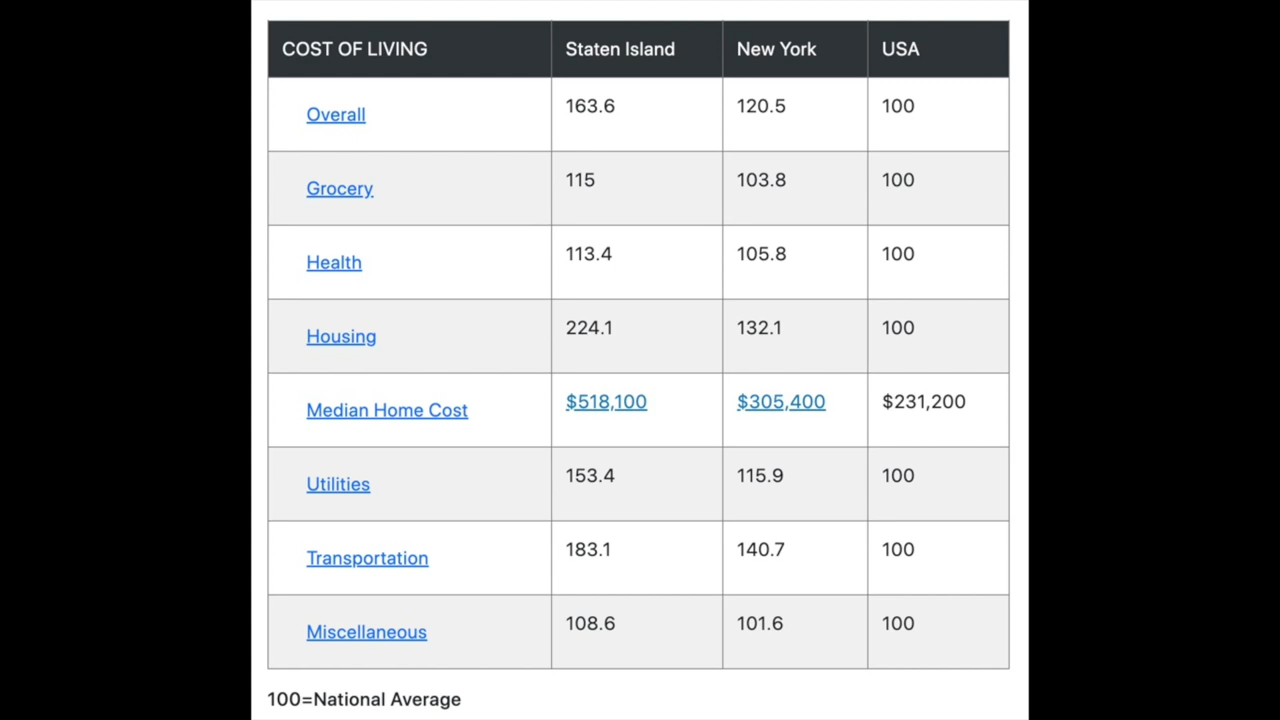 COST OF LIVING Staten Island New York USA
Overall 163.6 120.5 100
Grocery 115 103.8 100
Health 113.4 105.8 100
Housing 224.1 132.1 100
Median Home Cost $518,100 $305,400 $231,200
Utilities 153.4 115.9 100
Transportation 183.1 140.7 100
Miscellaneous 108.6 101.6 100
100=National Average